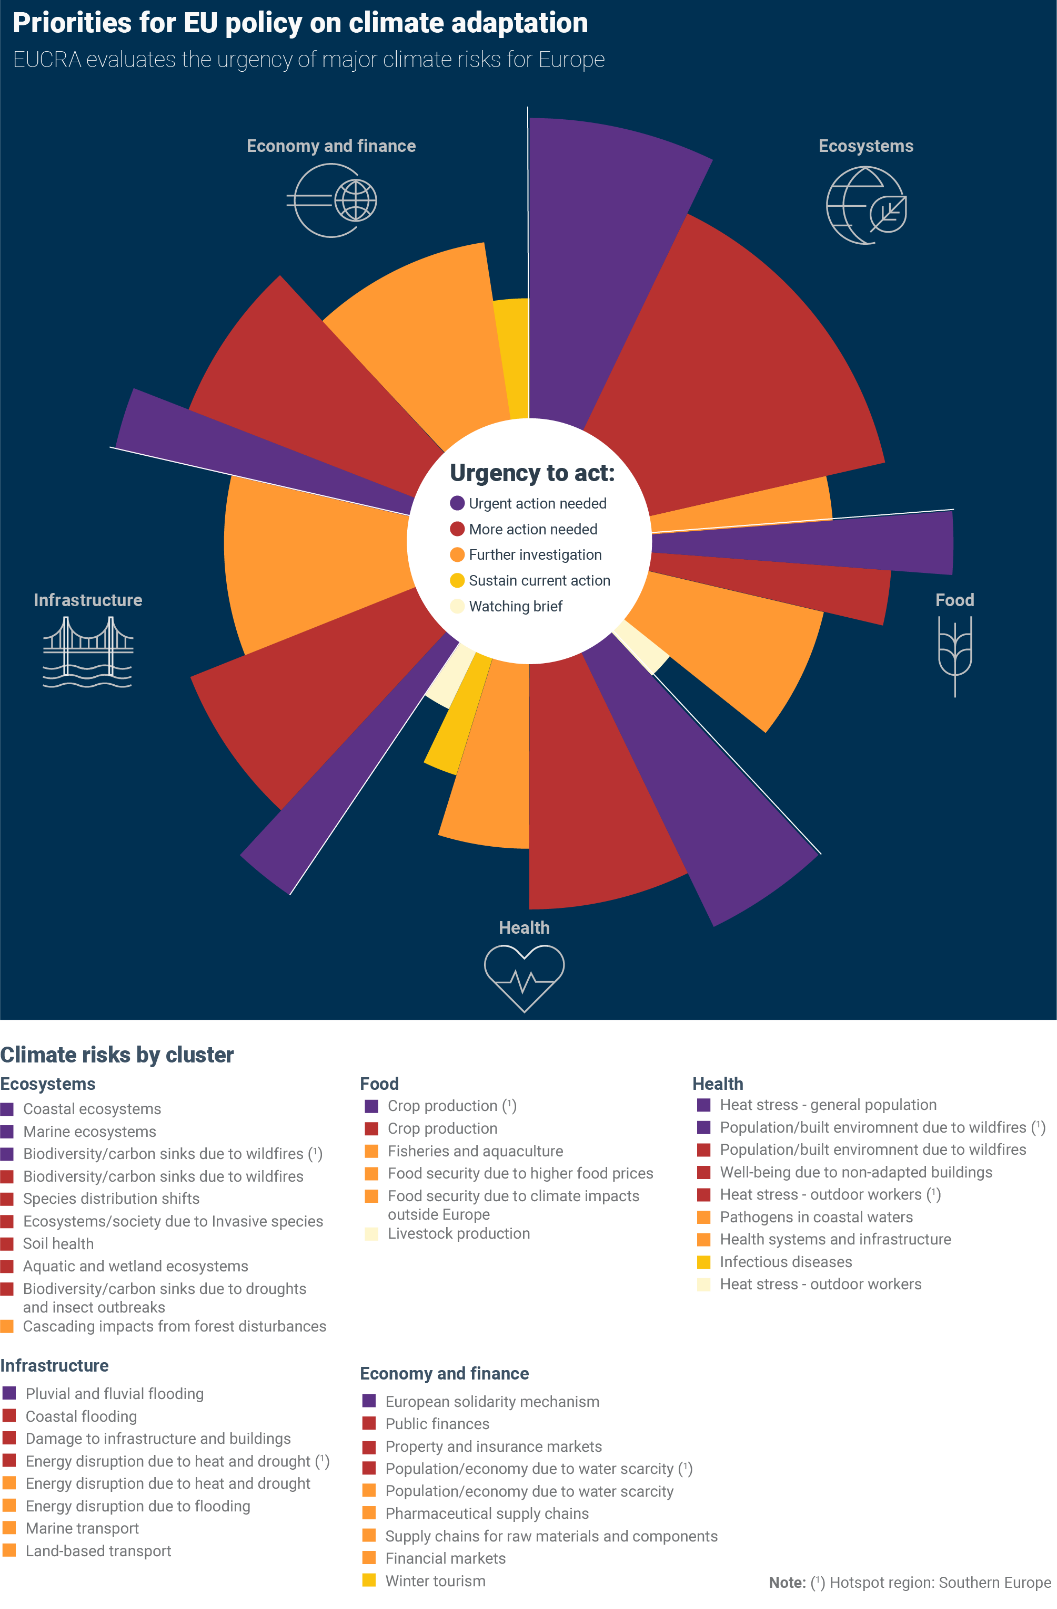 Priorities for EU policy on climate adaptation
EUCRA evaluates the urgency of major climate risks for Europe
Economy and finance
Ecosystems
Urgency to act:
Urgent action needed
More action needed
Further investigation
Sustain current action
Watching brief
Infrastructure
Food
Health
Climate risks by cluster
Ecosystems
Coastal ecosystems
Marine ecosystems
Biodiversity/carbon sinks due to wildfires (¹)
Biodiversity/carbon sinks due to wildfires
Species distribution shifts
Ecosystems/society due to Invasive species
Soil health
Aquatic and wetland ecosystems
Biodiversity/carbon sinks due to droughts
and insect outbreaks
Cascading impacts from forest disturbances
Food
Crop production (¹)
Crop production
Fisheries and aquaculture
Food security due to higher food prices
Food security due to climate impacts
outside Europe
Livestock production
Health
Heat stress - general population
Population/built enviromnent due to wildfires (¹)
Population/built enviromnent due to wildfires
Well-being due to non-adapted buildings
Heat stress - outdoor workers (¹)
Pathogens in coastal waters
Health systems and infrastructure
Infectious diseases
Heat stress - outdoor workers
Infrastructure
Pluvial and fluvial flooding
Coastal flooding
Damage to infrastructure and buildings
Energy disruption due to heat and drought (¹)
Energy disruption due to heat and drought
Energy disruption due to flooding
Marine transport
Land-based transport
Economy and finance
European solidarity mechanism
Public finances
Property and insurance markets
Population/economy due to water scarcity (¹)
Population/economy due to water scarcity
Pharmaceutical supply chains
Supply chains for raw materials and components
Financial markets
Winter tourism
Note: (¹) Hotspot region: Southern Europe